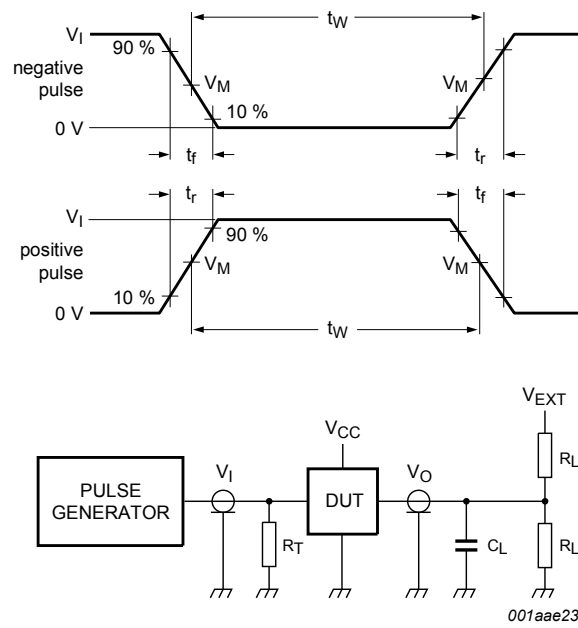 V_I
t_W
90 %
negative
pulse
V_M
V_M
10 %
0 V
t_f
t_r
t_r
t_f
V_I
90 %
positive
pulse
V_M
V_M
10 %
0 V
t_W
V_EXT
V_CC
V_I
V_O
R_L
PULSE
GENERATOR
DUT
R_T
C_L
R_L
001aae23